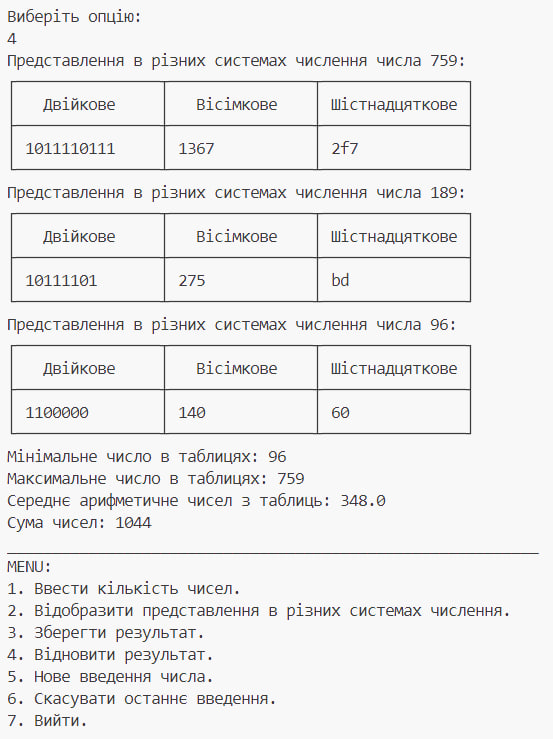 Виберіть опцію:
4
Представлення в різних системах числення числа 759:
Двійкове Вісімкове Шістнадцяткове
1011110111 1367 2f7
Представлення в різних системах числення числа 189:
Двійкове Вісімкове Шістнадцяткове
10111101 275 bd
Представлення в різних системах числення числа 96:
Двійкове Вісімкове Шістнадцяткове
1100000 140 60
Мінімальне число в таблицях: 96
Максимальне число в таблицях: 759
Середнє арифметичне чисел з таблиць: 348.0
Сума чисел: 1044
MENU:
1. Ввести кількість чисел.
2. Відобразити представлення в різних системах числення.
3. Зберегти результат.
4. Відновити результат.
5. Нове введення числа.
6. Скасувати останнє введення.
7. Вийти.